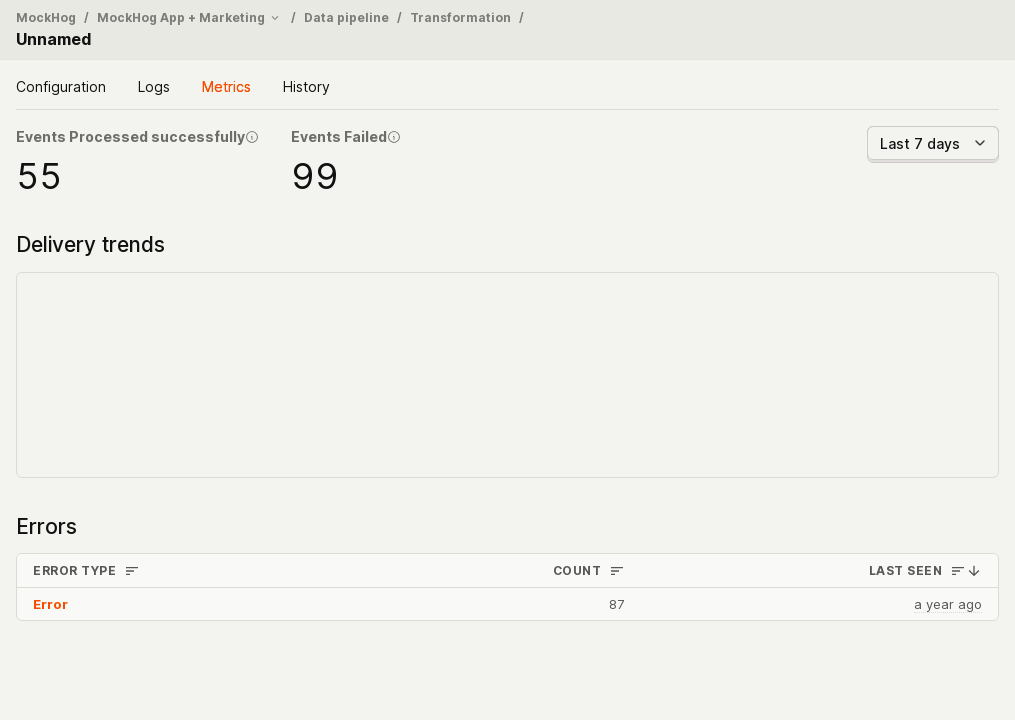 MockHog / MockHog App + Marketing / Data pipeline / Transformation /
Unnamed
Configuration Logs Metrics History
Events Processed successfully Events Failed
Last 7 days
55 99
Delivery trends
Errors
ERROR TYPE COUNT LAST SEEN
Error 87 a year ago